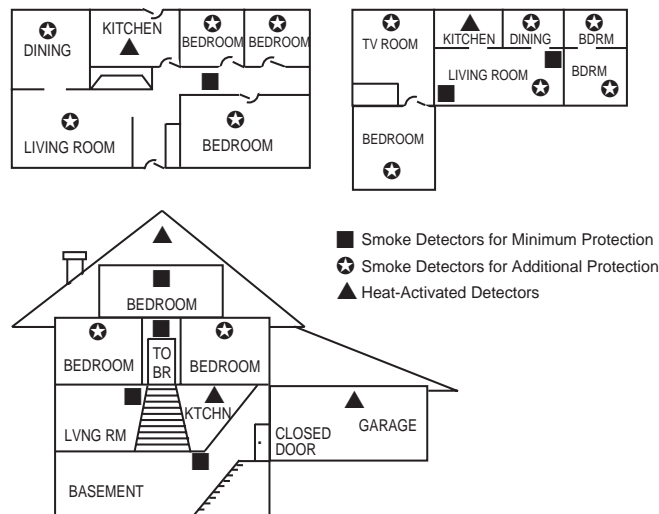 DINING
KITCHEN
BEDROOM
BEDROOM
LIVING ROOM
BEDROOM
TV ROOM
KITCHEN
DINING
BDRM
LIVING ROOM
BDRM
BEDROOM
Smoke Detectors for Minimum Protection
Smoke Detectors for Additional Protection
Heat-Activated Detectors
BEDROOM
BEDROOM
TO
BR
BEDROOM
LVNG RM
KTCHN
CLOSED
DOOR
GARAGE
BASEMENT